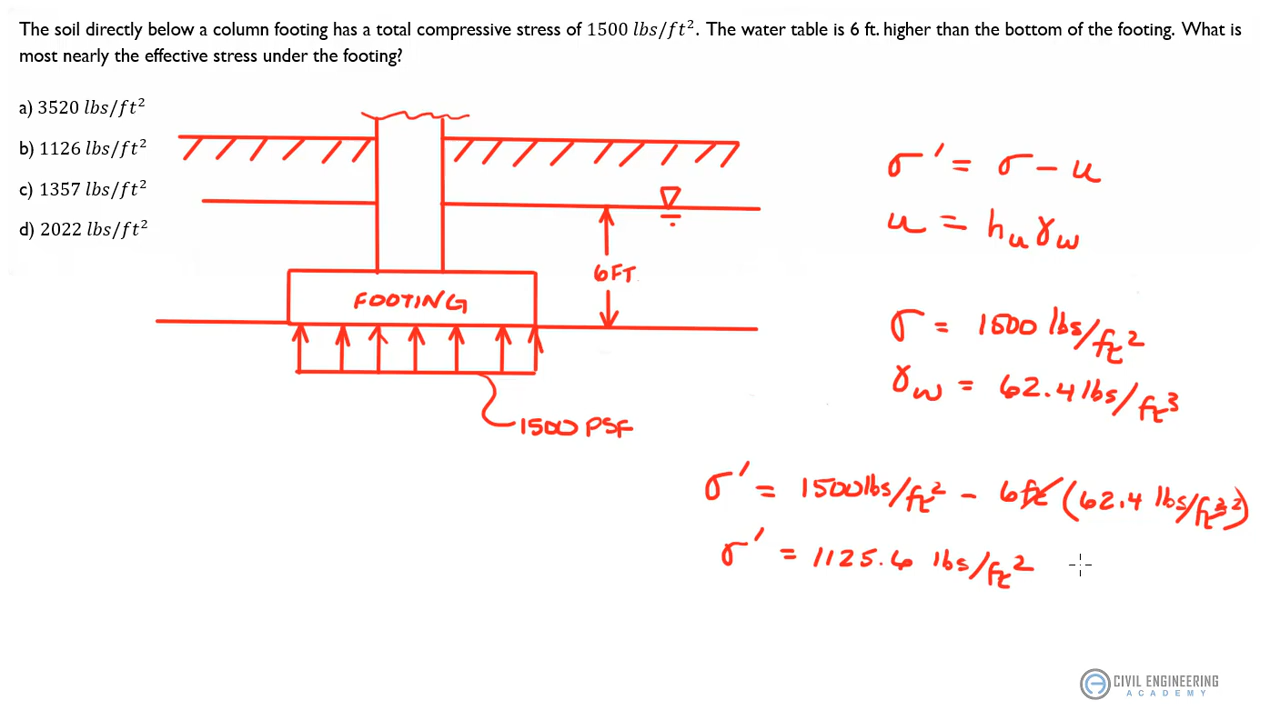 The soil directly below a column footing has a total compressive stress of 1500 lbs/ft². The water table is 6 ft. higher than the bottom of the footing. What is
most nearly the effective stress under the footing?
a) 3520 lbs/ft²
b) 1126 lbs/ft²
c) 1357 lbs/ft²
d) 2022 lbs/ft²
6FT
FOOTING
1500 PSF
σ' = σ - u
u = hᵤγw
σ = 1500 lbs/ft²
γw = 62.4 lbs/ft³
σ' = 1500 lbs/ft² - 6ft (62.4 lbs/ft³ ²)
σ' = 1125.6 lbs/ft²
CIVIL ENGINEERING
ACADEMY